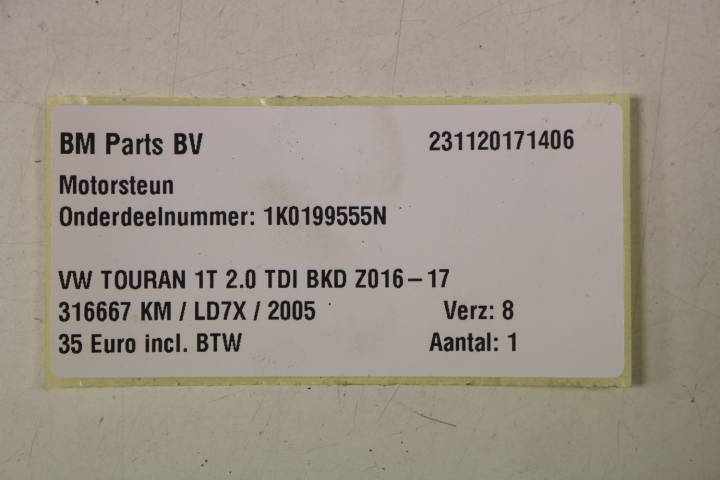 BM Parts BV 231120171406
Motorsteun
Onderdeelnummer: 1K0199555N
VW TOURAN 1T 2.0 TDI BKD Z016-17
316667 KM / LD7X / 2005 Verz: 8
35 Euro incl. BTW Aantal: 1